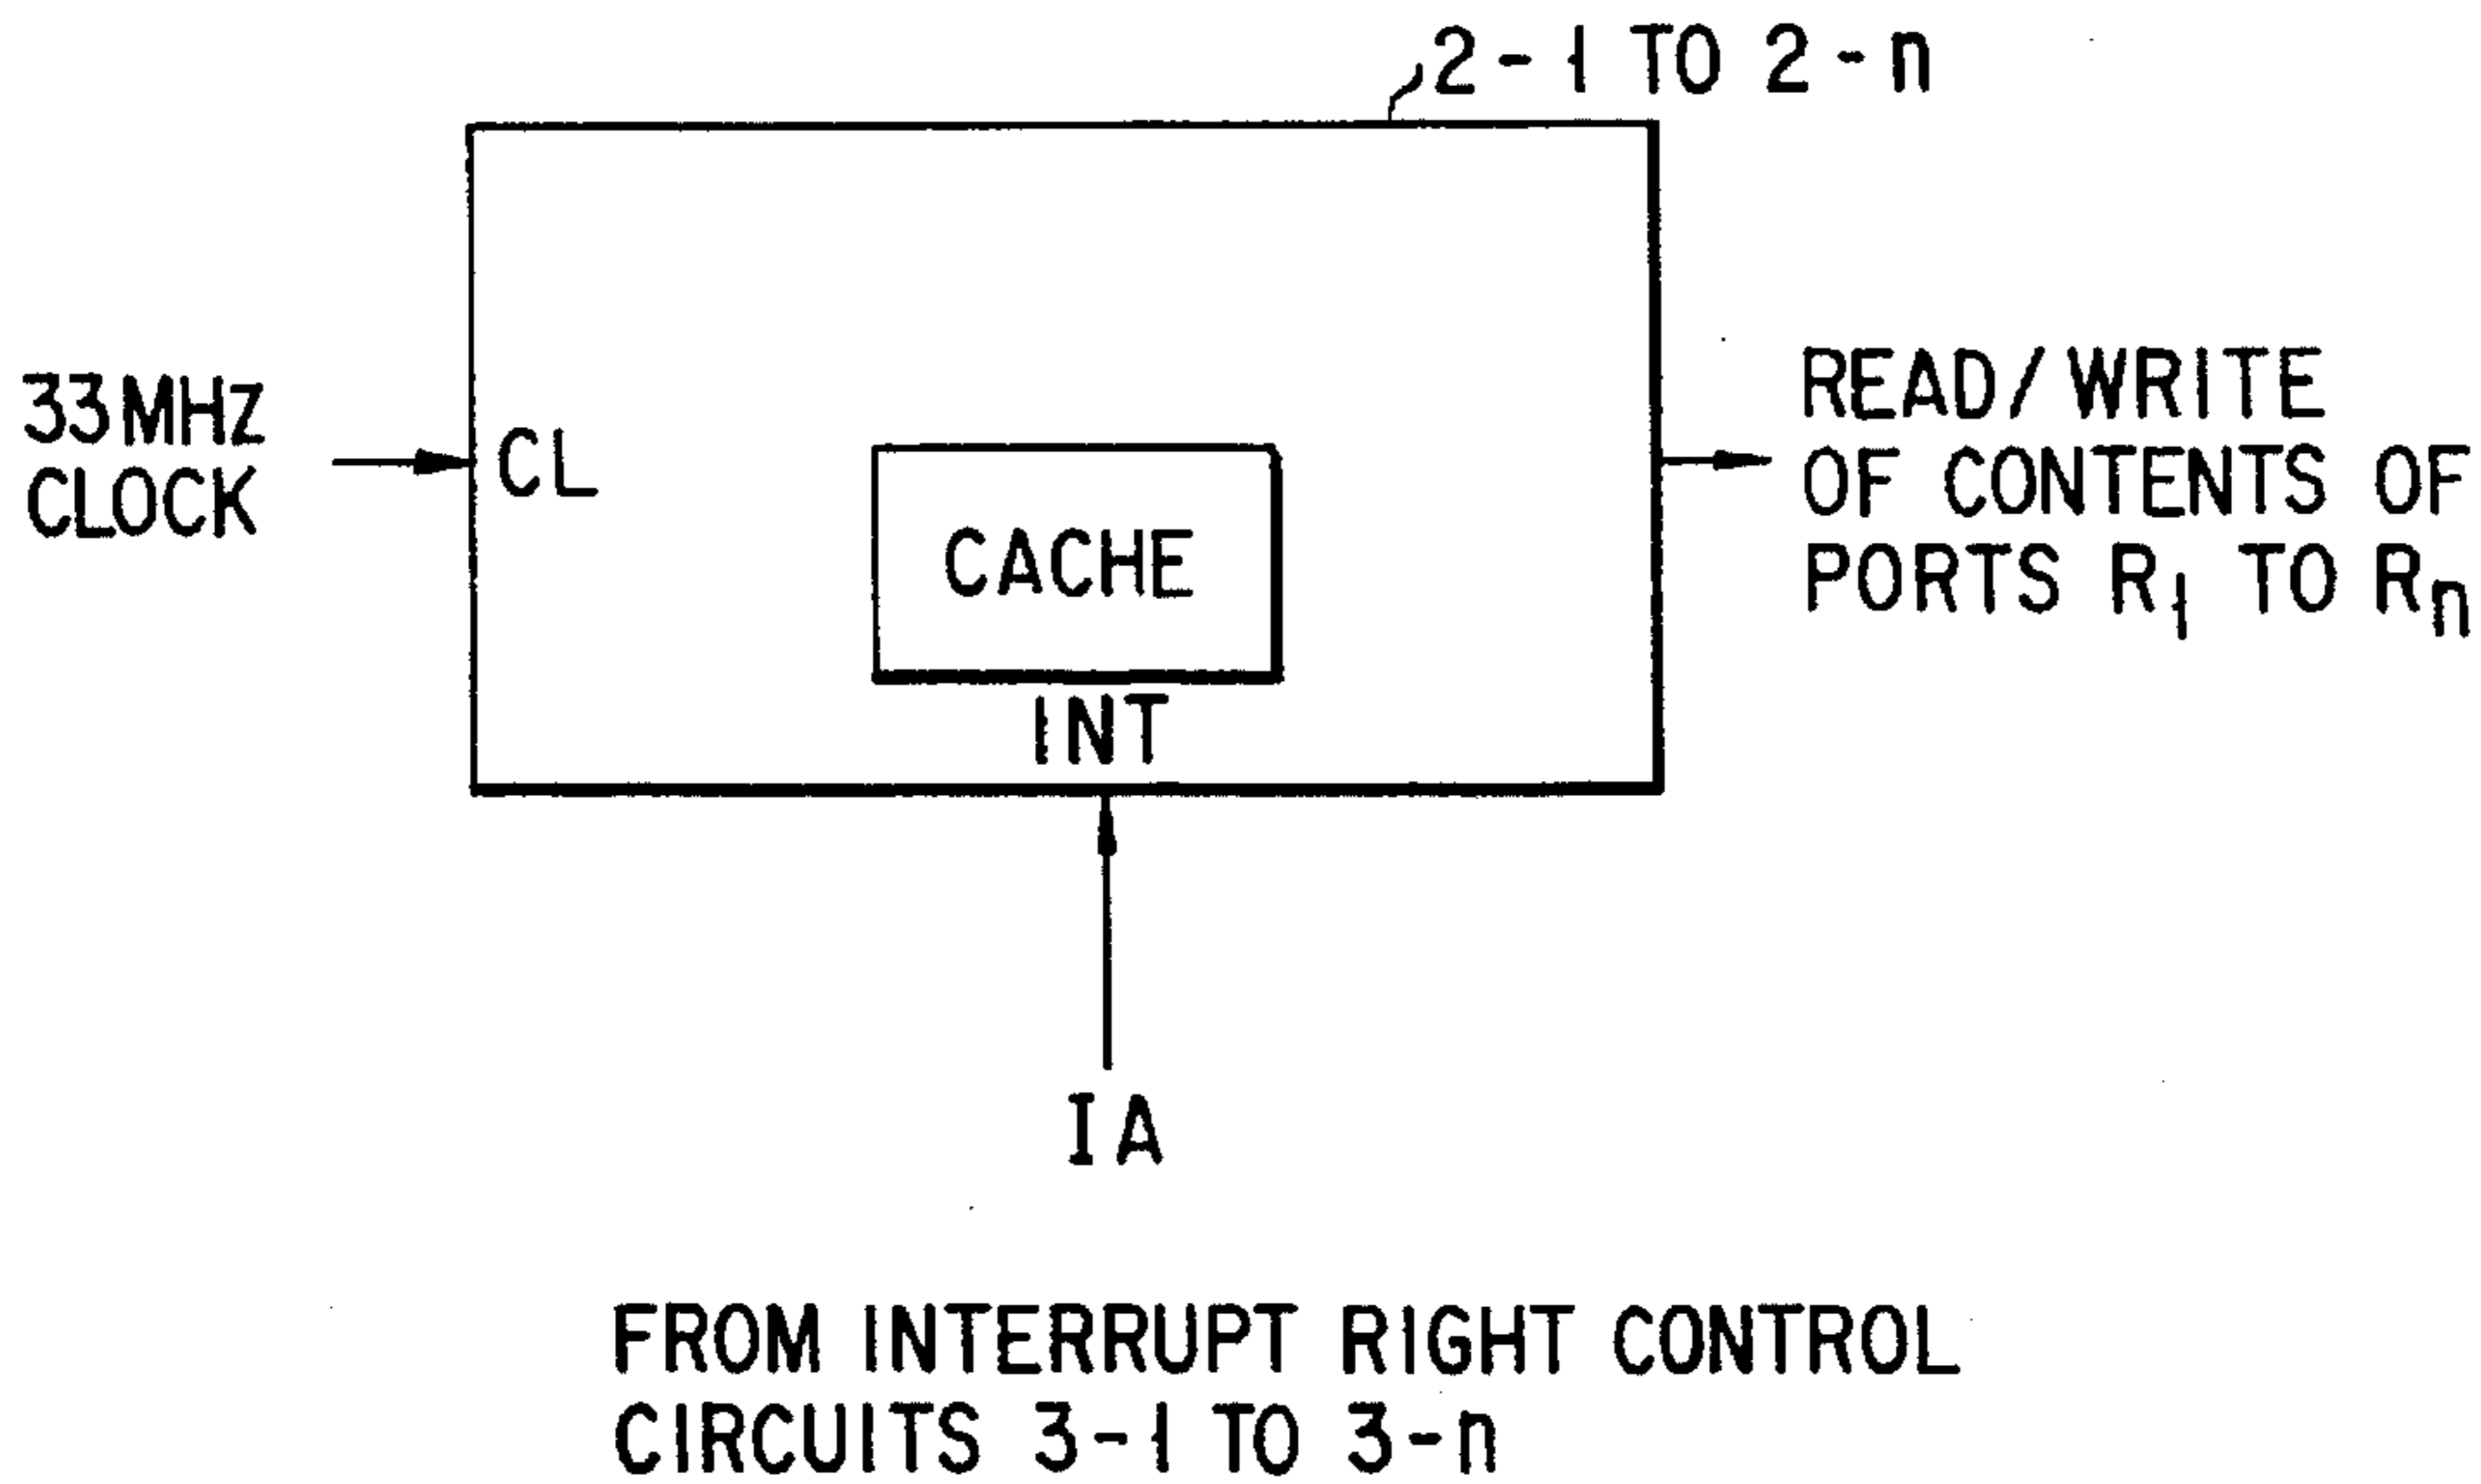 2-1 TO 2-n
33MHZ
CLOCK
CL
CACHE
INT
READ/WRITE
OF CONTENTS OF
PORTS R1 TO Rn
IA
FROM INTERRUPT RIGHT CONTROL
CIRCUITS 3-1 TO 3-n